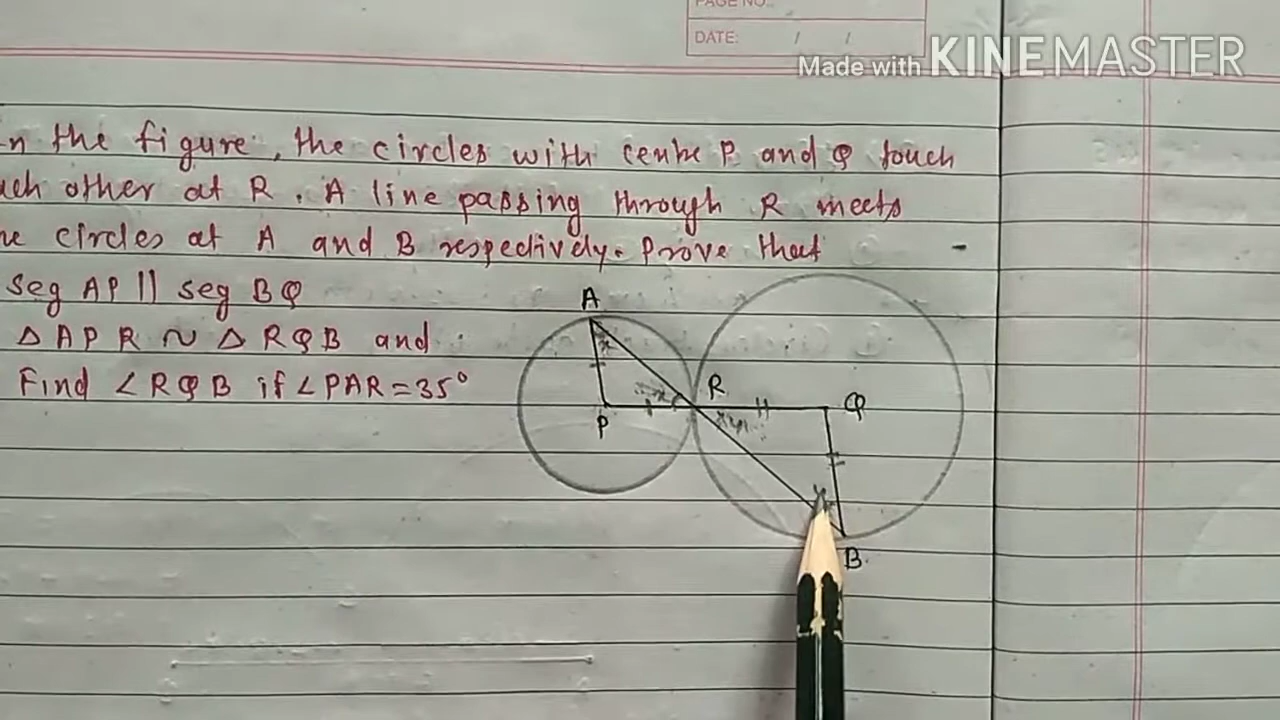 PAGE NO.
DATE: / /
Made with KINEMASTER
n the figure, the circles with centre P and Q touch
ach other at R. A line passing through R meets
he circles at A and B respectively. Prove that
seg AP || seg BQ
△ APR ~ △ RQB and
Find ∠RQB if ∠PAR = 35°
A
x
x
R
P
x
Q
B